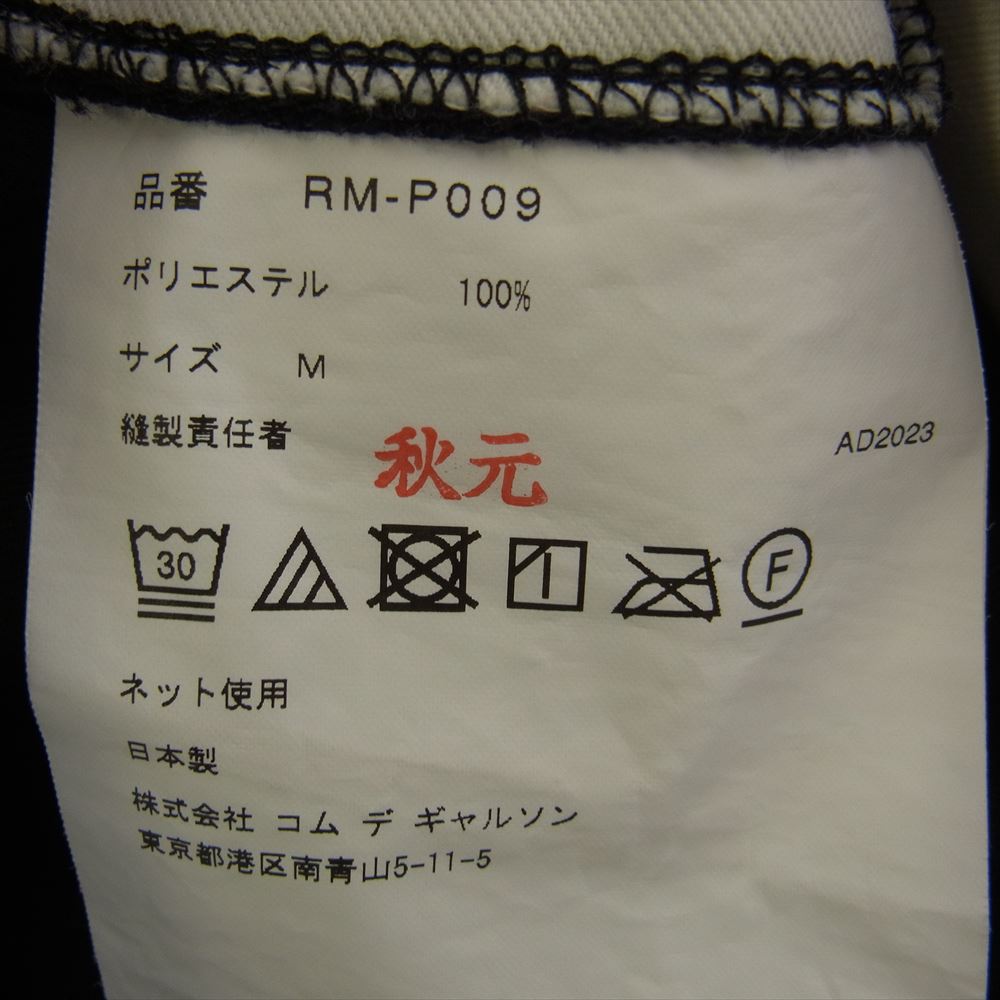 品番 RM-P009
ポリエステル 100%
サイズ M
縫製責任者 秋元 AD2023
30 F
ネット使用
日本製
株式会社 コム デ ギャルソン
東京都港区南青山5-11-5